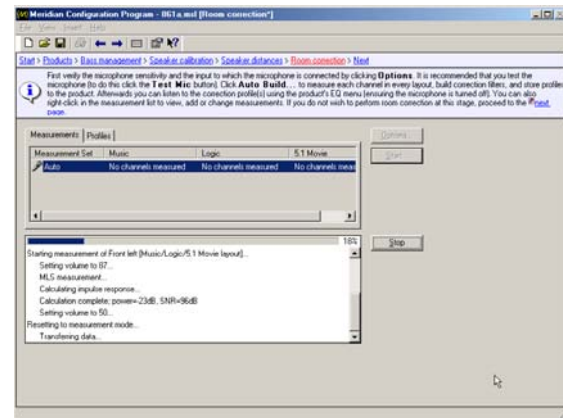 Meridian Configuration Program - 861a.msl [Room correction*]
File View Insert Help
Start > Products > Bass management > Speaker calibration > Speaker distances > Room correction > Next
First verify the microphone sensitivity and the input to which the microphone is connected by clicking Options. It is recommended that you test the
microphone (to do this click the Test Mic button). Click Auto Build... to measure each channel in every layout, build correction filters, and store profiles
to the product. Afterwards you can listen to the correction profile(s) using the product's EQ menu (ensuring the microphone is turned off). You can also
right-click in the measurement list to view, add or change measurements. If you do not wish to perform room correction at this stage, proceed to the next
page.
Measurements Profiles
Options...
Start...
Measurement Set Music Logic 5.1 Movie
Auto No channels measured No channels measured No channels meas
18% Stop
Starting measurement of Front left [Music/Logic/5.1 Movie layout]...
Setting volume to 87...
MLS measurement...
Calculating impulse response...
Calculation complete; power=-23dB, SNR=96dB
Setting volume to 50...
Resetting to measurement mode...
Transferring data...